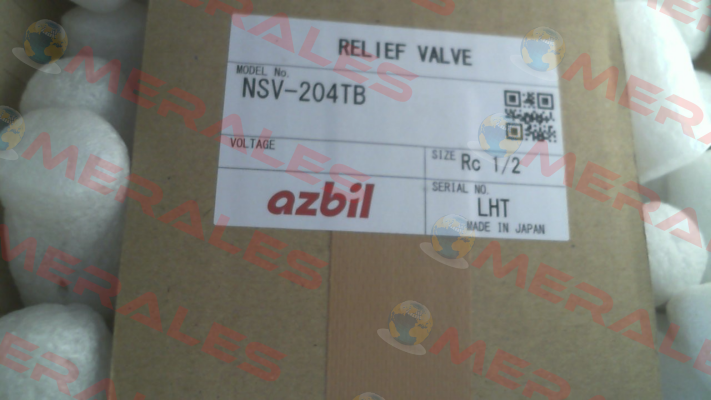 RELIEF VALVE
MODEL No.
NSV-204TB
VOLTAGE
SIZE Rc 1/2
azbil
SERIAL NO.
LHT
MADE IN JAPAN
MERALES
MERALES
MERALES
MERALES
MERALES